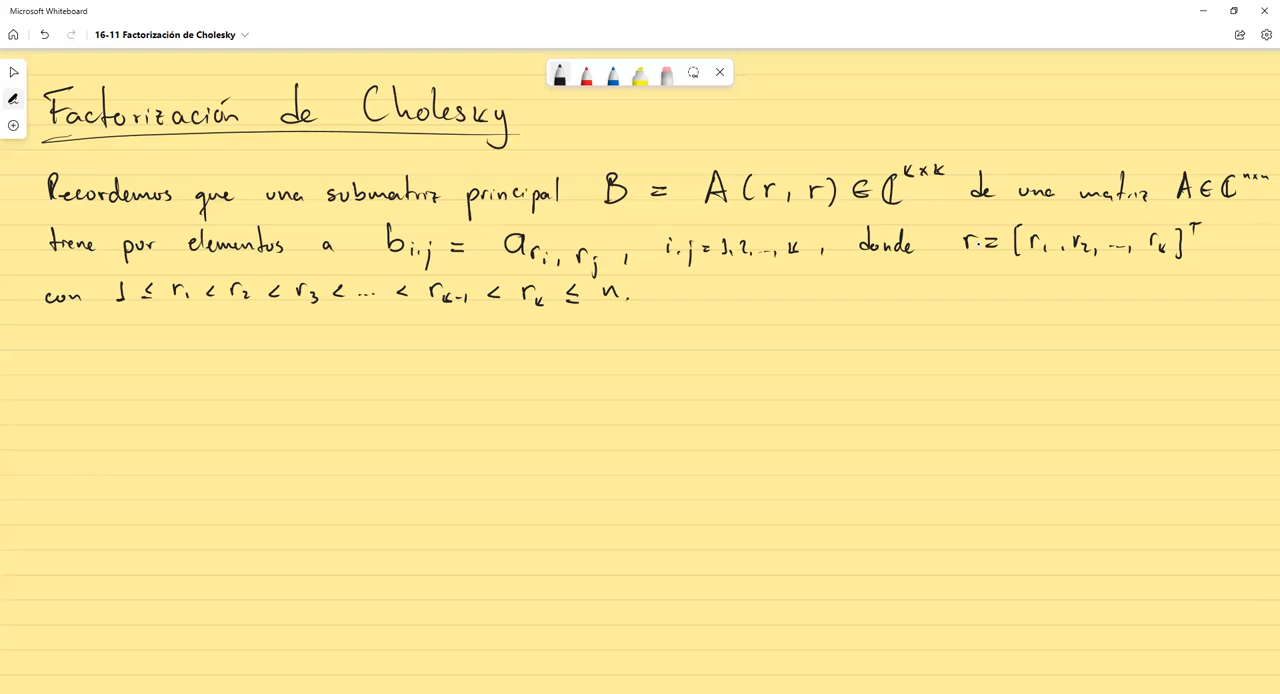 Microsoft Whiteboard
16-11 Factorización de Cholesky
Factorización de Cholesky
Recordemos que una submatriz principal B = A(r, r) ∈ ℂ^{k×k} de una matriz A ∈ ℂ^{n×n}
tiene por elementos a b_{i,j} = a_{r_i, r_j}, i,j = 1, 2, ..., k, donde r = [r_1, r_2, ..., r_k]^T
con 1 ≤ r_1 < r_2 < r_3 < ... < r_{k-1} < r_k ≤ n.